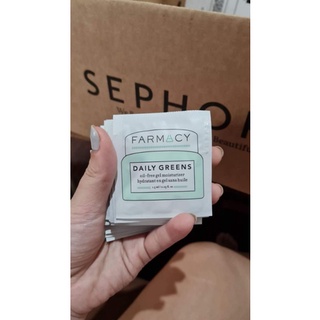 SEPHO
FARMACY
DAILY GREENS
oil-free gel moisturizer
hydratant en gel sans huile